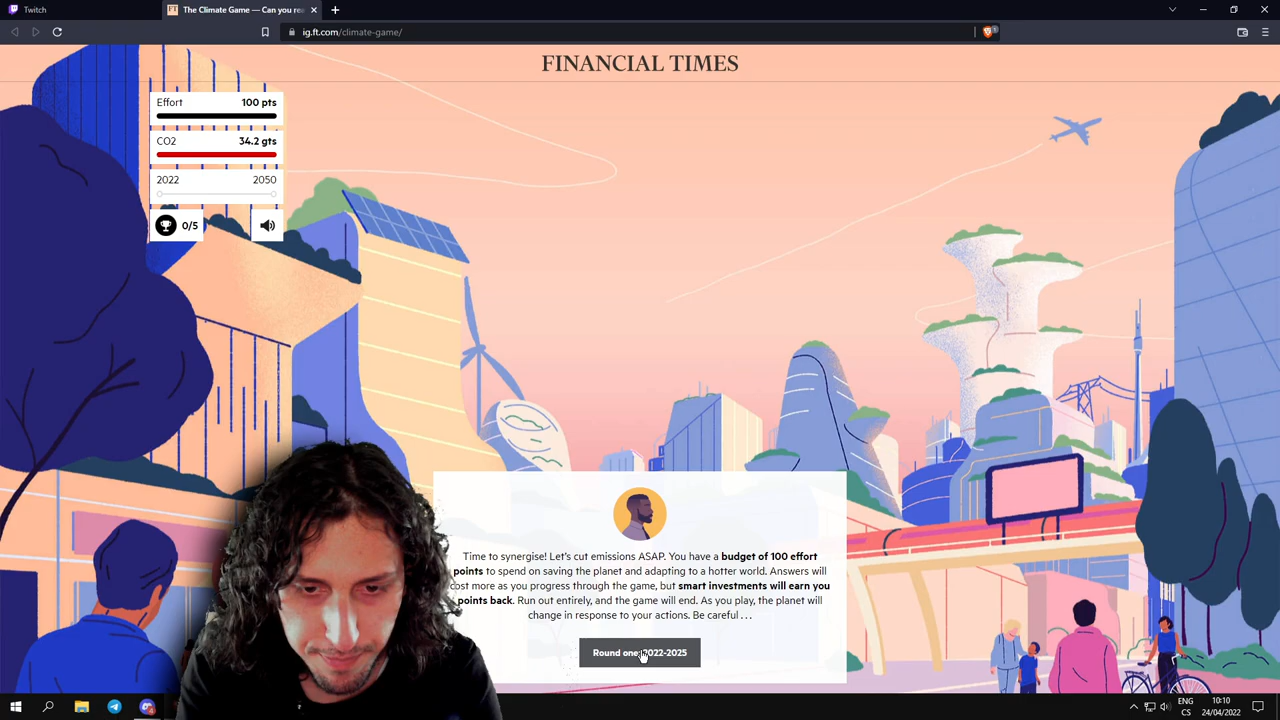 Twitch
The Climate Game — Can you rea
ig.ft.com/climate-game/
FINANCIAL TIMES
Effort 100 pts
CO2 34.2 gts
2022 2050
0/5
Time to synergise! Let's cut emissions ASAP. You have a budget of 100 effort
points to spend on saving the planet and adapting to a hotter world. Answers will
cost more as you progress through the game, but smart investments will earn you
points back. Run out entirely, and the game will end. As you play, the planet will
change in response to your actions. Be careful . . .
Round one: 2022-2025
ENG
CS
10:10
24/04/2022